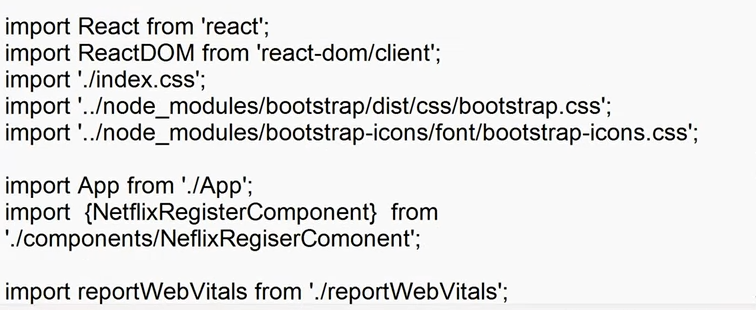 import React from 'react';
import ReactDOM from 'react-dom/client';
import './index.css';
import '../node_modules/bootstrap/dist/css/bootstrap.css';
import '../node_modules/bootstrap-icons/font/bootstrap-icons.css';
import App from './App';
import {NetflixRegisterComponent} from
'./components/NeflixRegiserComonent';
import reportWebVitals from './reportWebVitals';